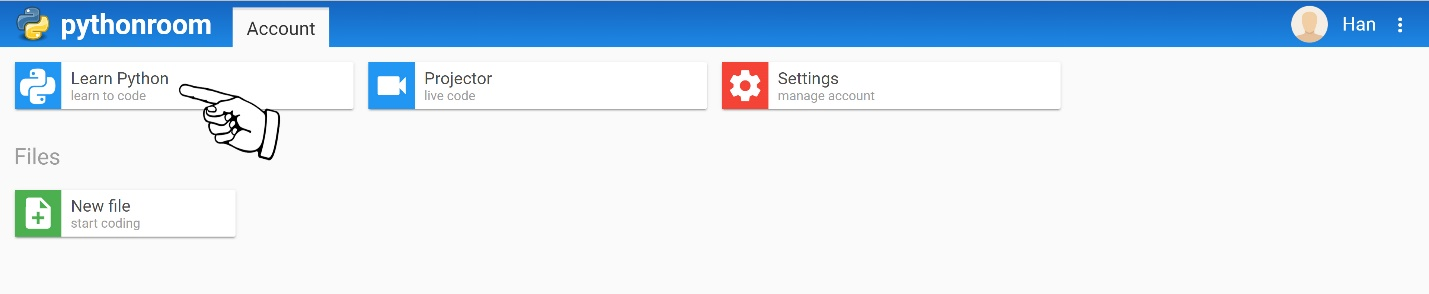 pythonroom
Account
Han
Learn Python
learn to code
Projector
live code
Settings
manage account
Files
New file
start coding